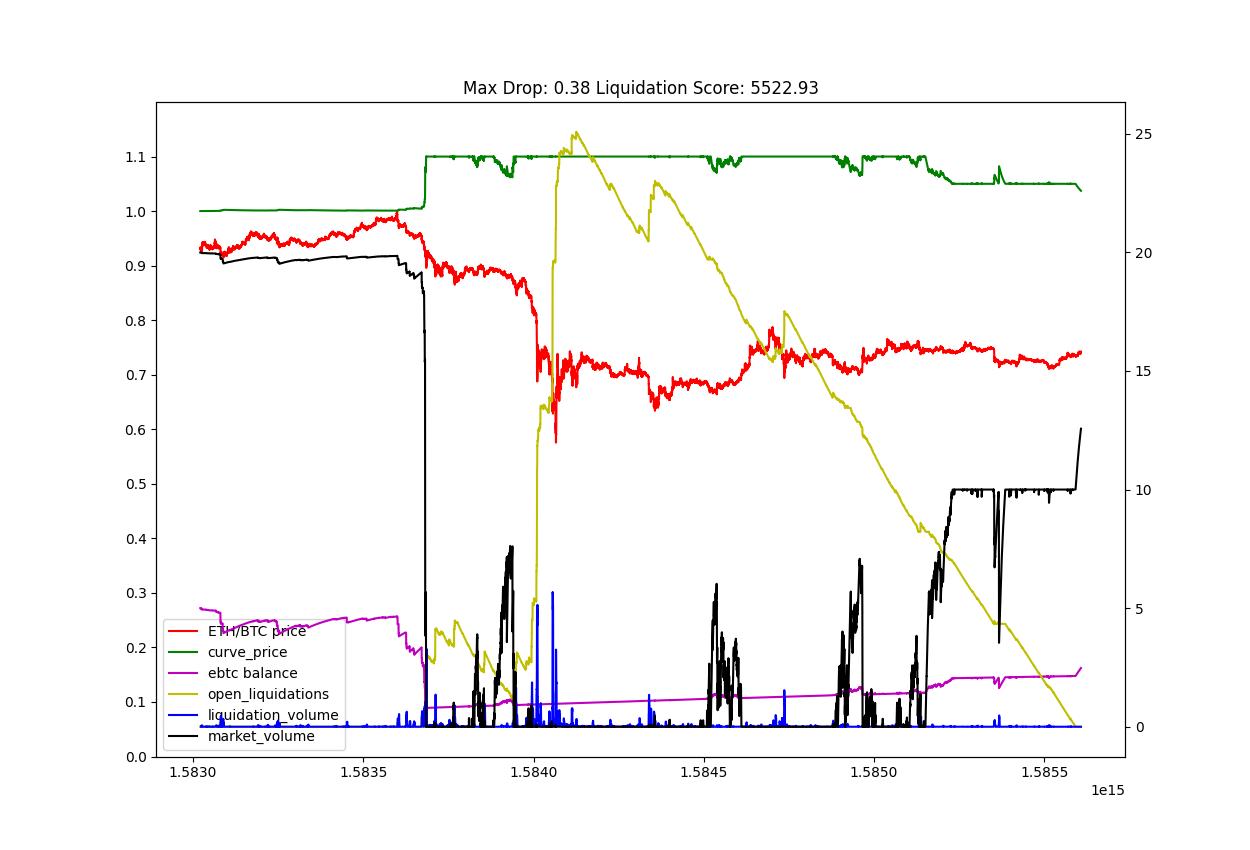 Max Drop: 0.38 Liquidation Score: 5522.93
1.1
1.0
0.9
0.8
0.7
0.6
0.5
0.4
0.3
0.2
0.1
0.0
25
20
15
10
5
0
ETH/BTC price
curve_price
ebtc balance
open_liquidations
liquidation_volume
market_volume
1.5830 1.5835 1.5840 1.5845 1.5850 1.5855
1e15